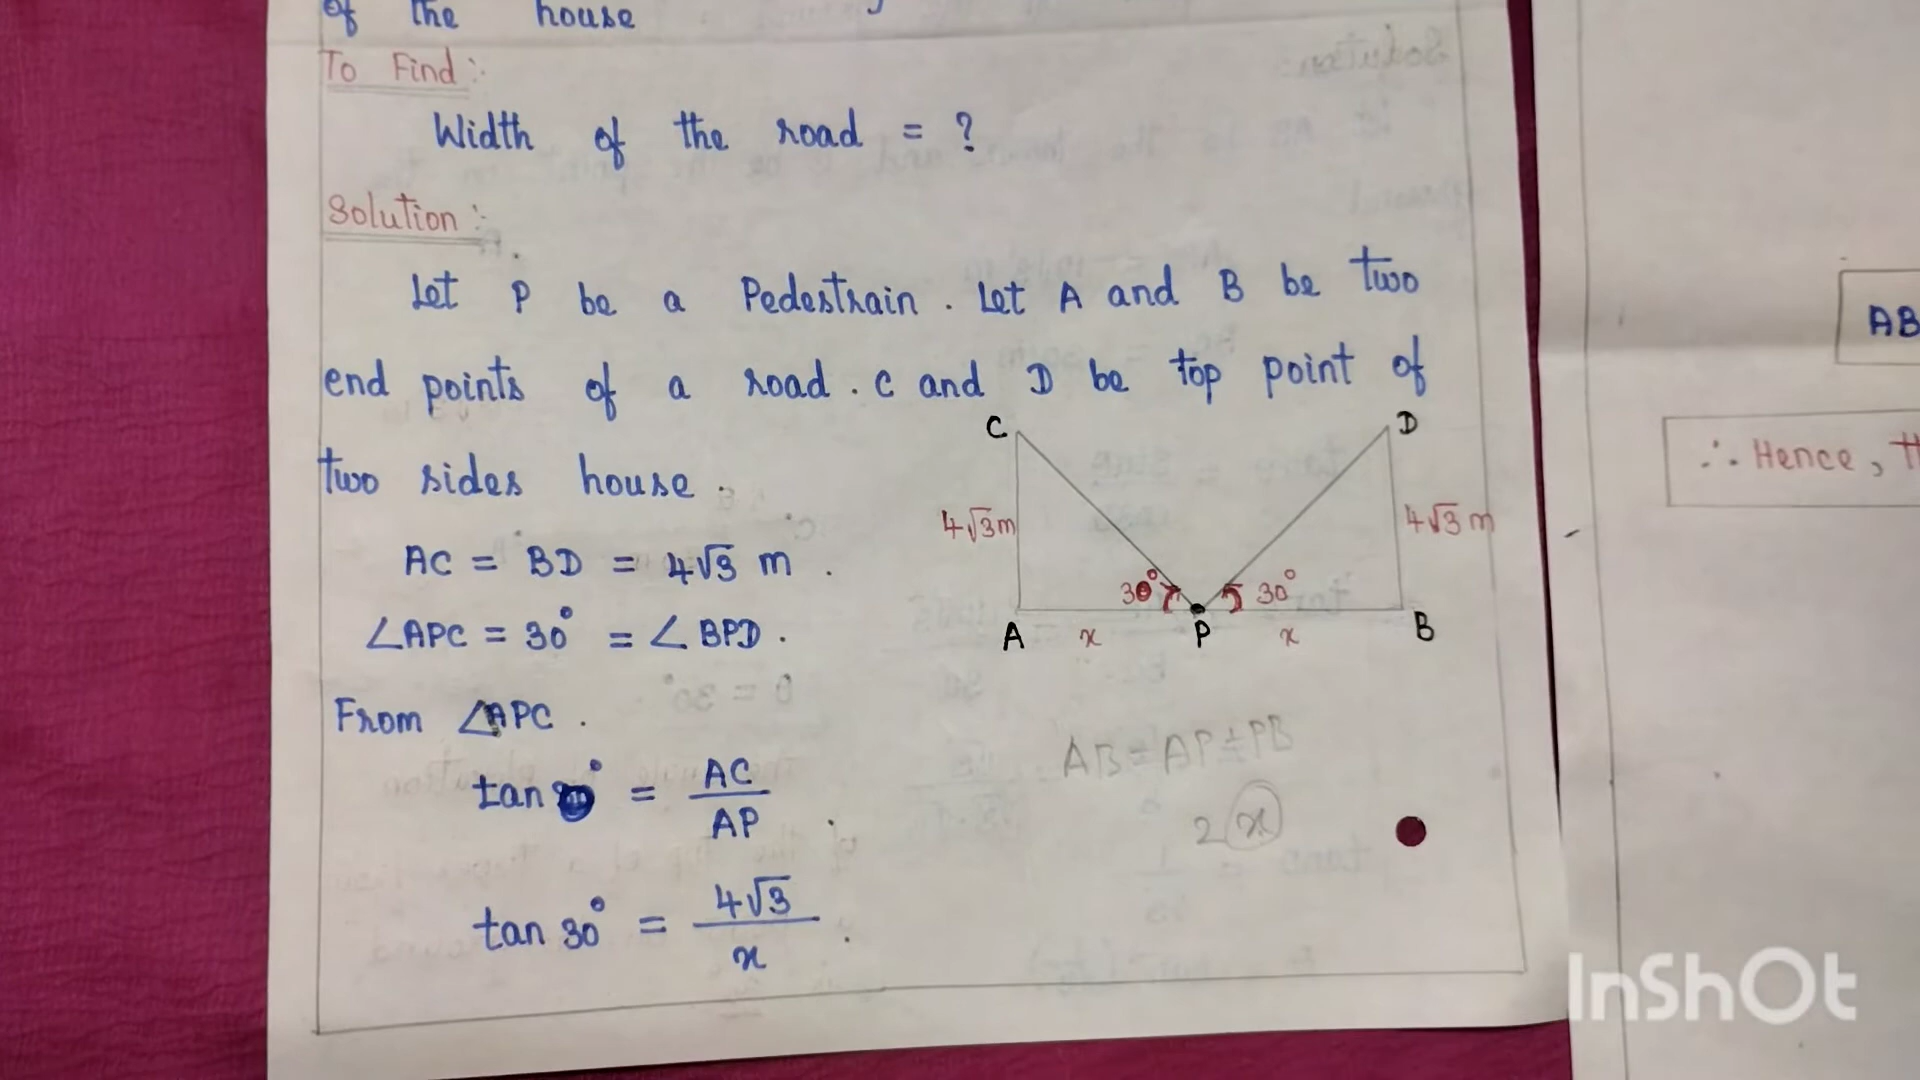 of the house
To Find :-
Width of the road = ?
Solution :-
Let P be a Pedestrain. Let A and B be two
end points of a road. C and D be top point of
two sides house.
AC = BD = 4√3 m.
∠APC = 30° = ∠BPD.
From ∠APC.
tan = AC/AP.
tan 30° = 4√3/x.
C D
4√3m 4√3 m
30° 30°
A x P x B
AB = AP + PB
2x
AB
∴ Hence,
InShOt